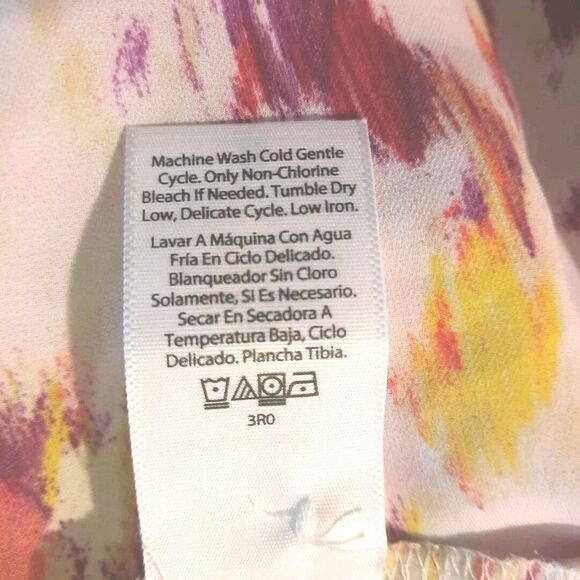 Machine Wash Cold Gentle
Cycle. Only Non-Chlorine
Bleach If Needed. Tumble Dry
Low, Delicate Cycle. Low Iron.
Lavar A Máquina Con Agua
Fría En Ciclo Delicado.
Blanqueador Sin Cloro
Solamente, Si Es Necesario.
Secar En Secadora A
Temperatura Baja, Ciclo
Delicado. Plancha Tibia.
3R0